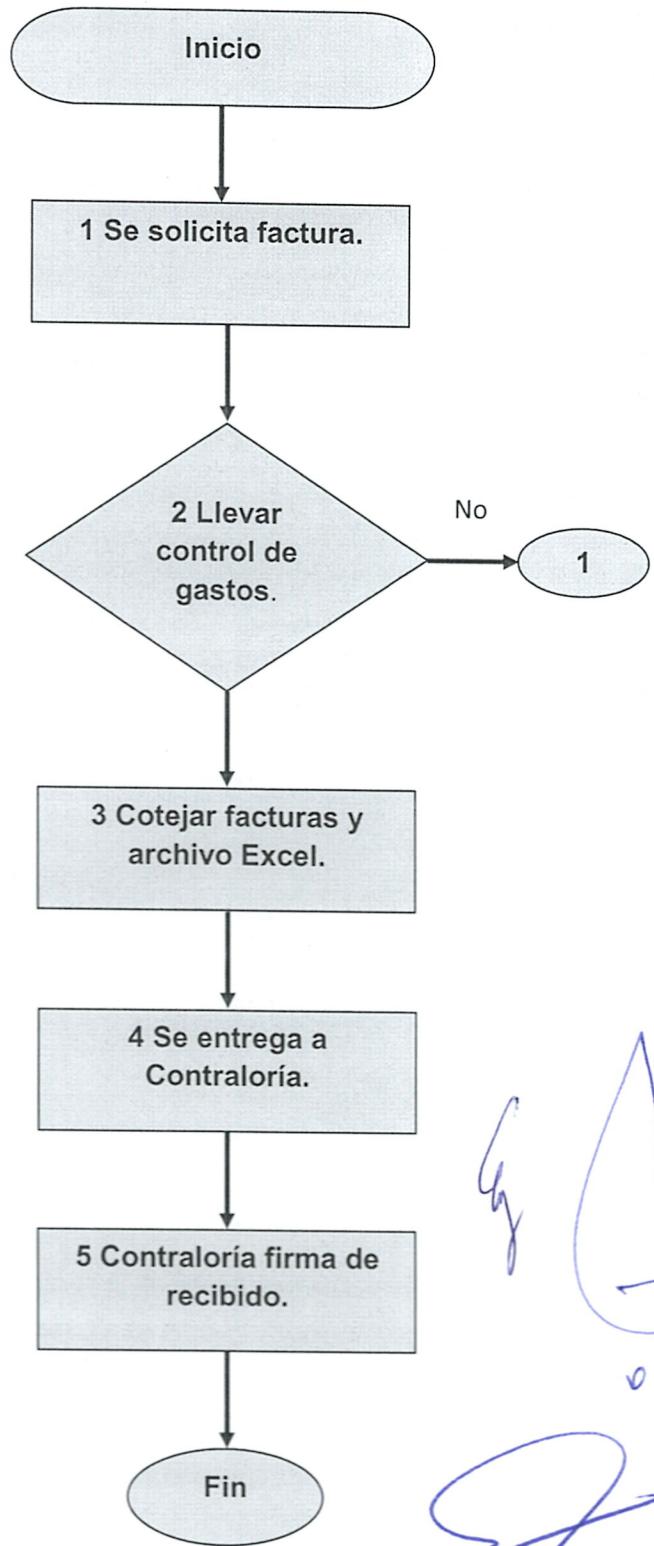 Inicio
1 Se solicita factura.
2 Llevar
control de
gastos.
No
1
3 Cotejar facturas y
archivo Excel.
4 Se entrega a
Contraloría.
5 Contraloría firma de
recibido.
Fin